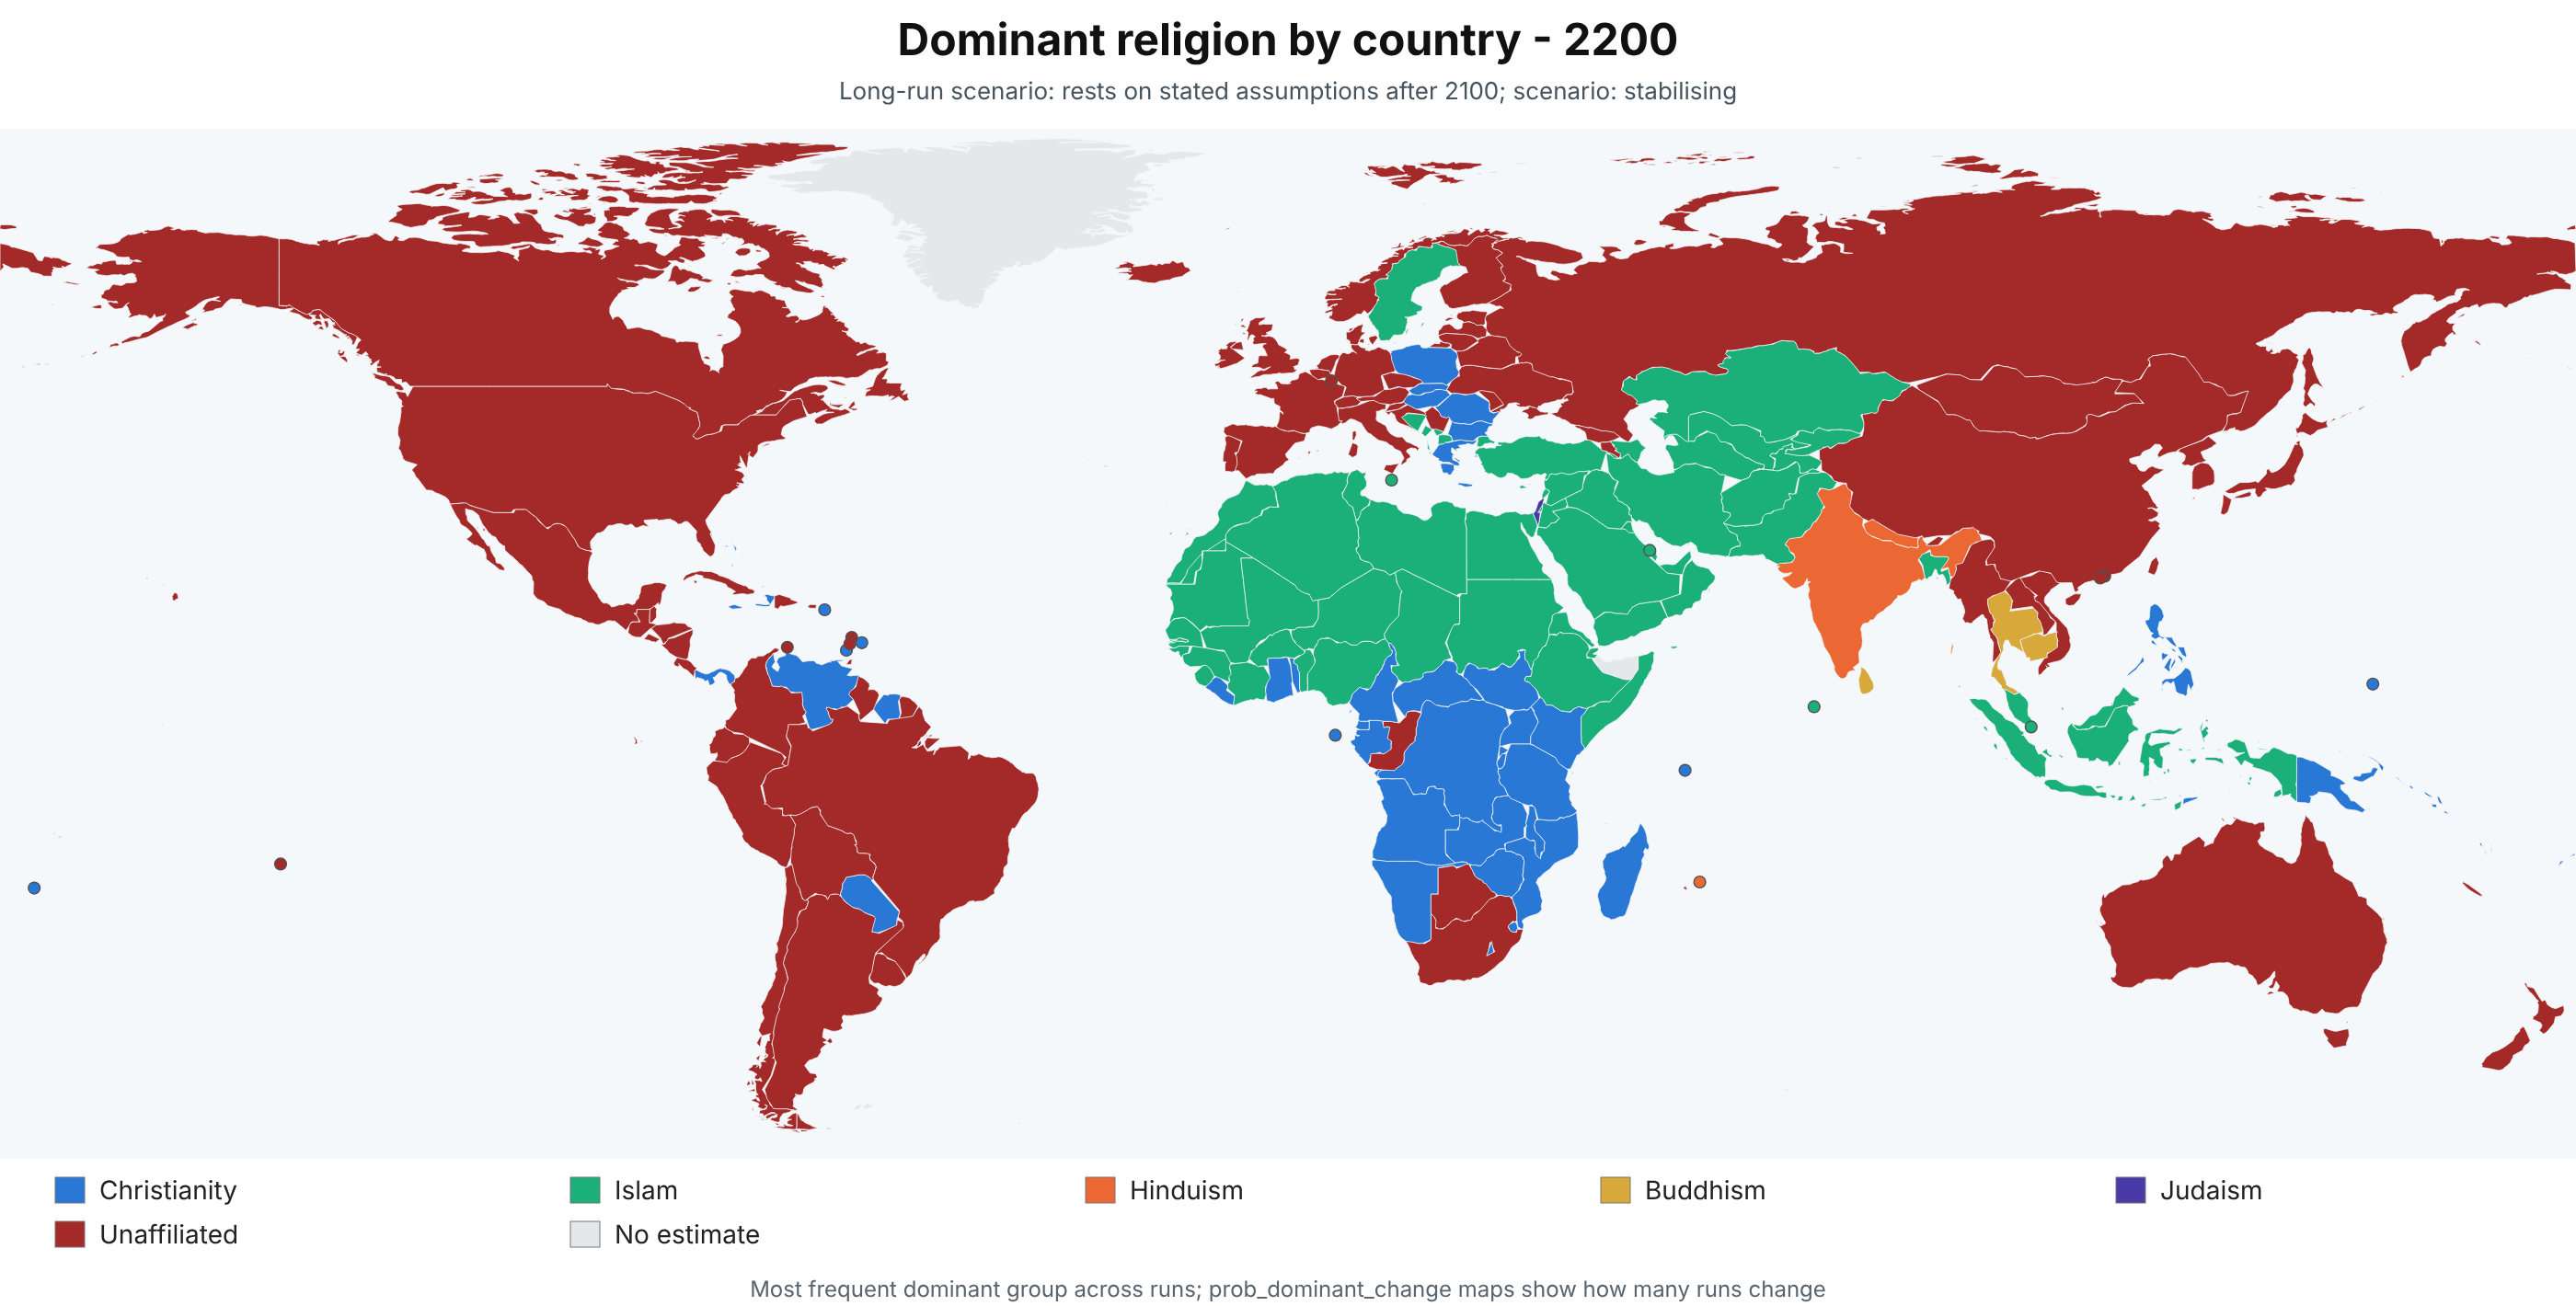 Dominant religion by country - 2200
Long-run scenario: rests on stated assumptions after 2100; scenario: stabilising
Christianity
Islam
Hinduism
Buddhism
Judaism
Unaffiliated
No estimate
Most frequent dominant group across runs; prob_dominant_change maps show how many runs change